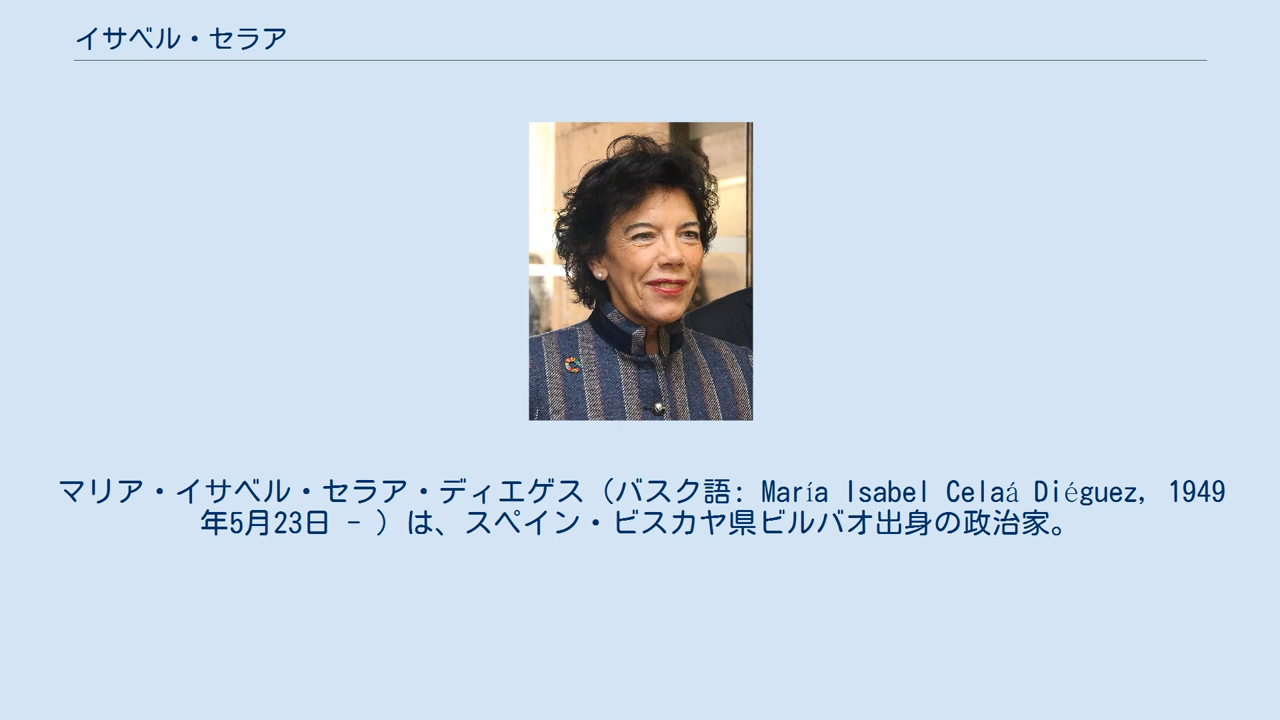 イサベル・セラア
マリア・イサベル・セラア・ディエゲス（バスク語: María Isabel Celaá Diéguez, 1949
年5月23日 - ）は、スペイン・ビスカヤ県ビルバオ出身の政治家。